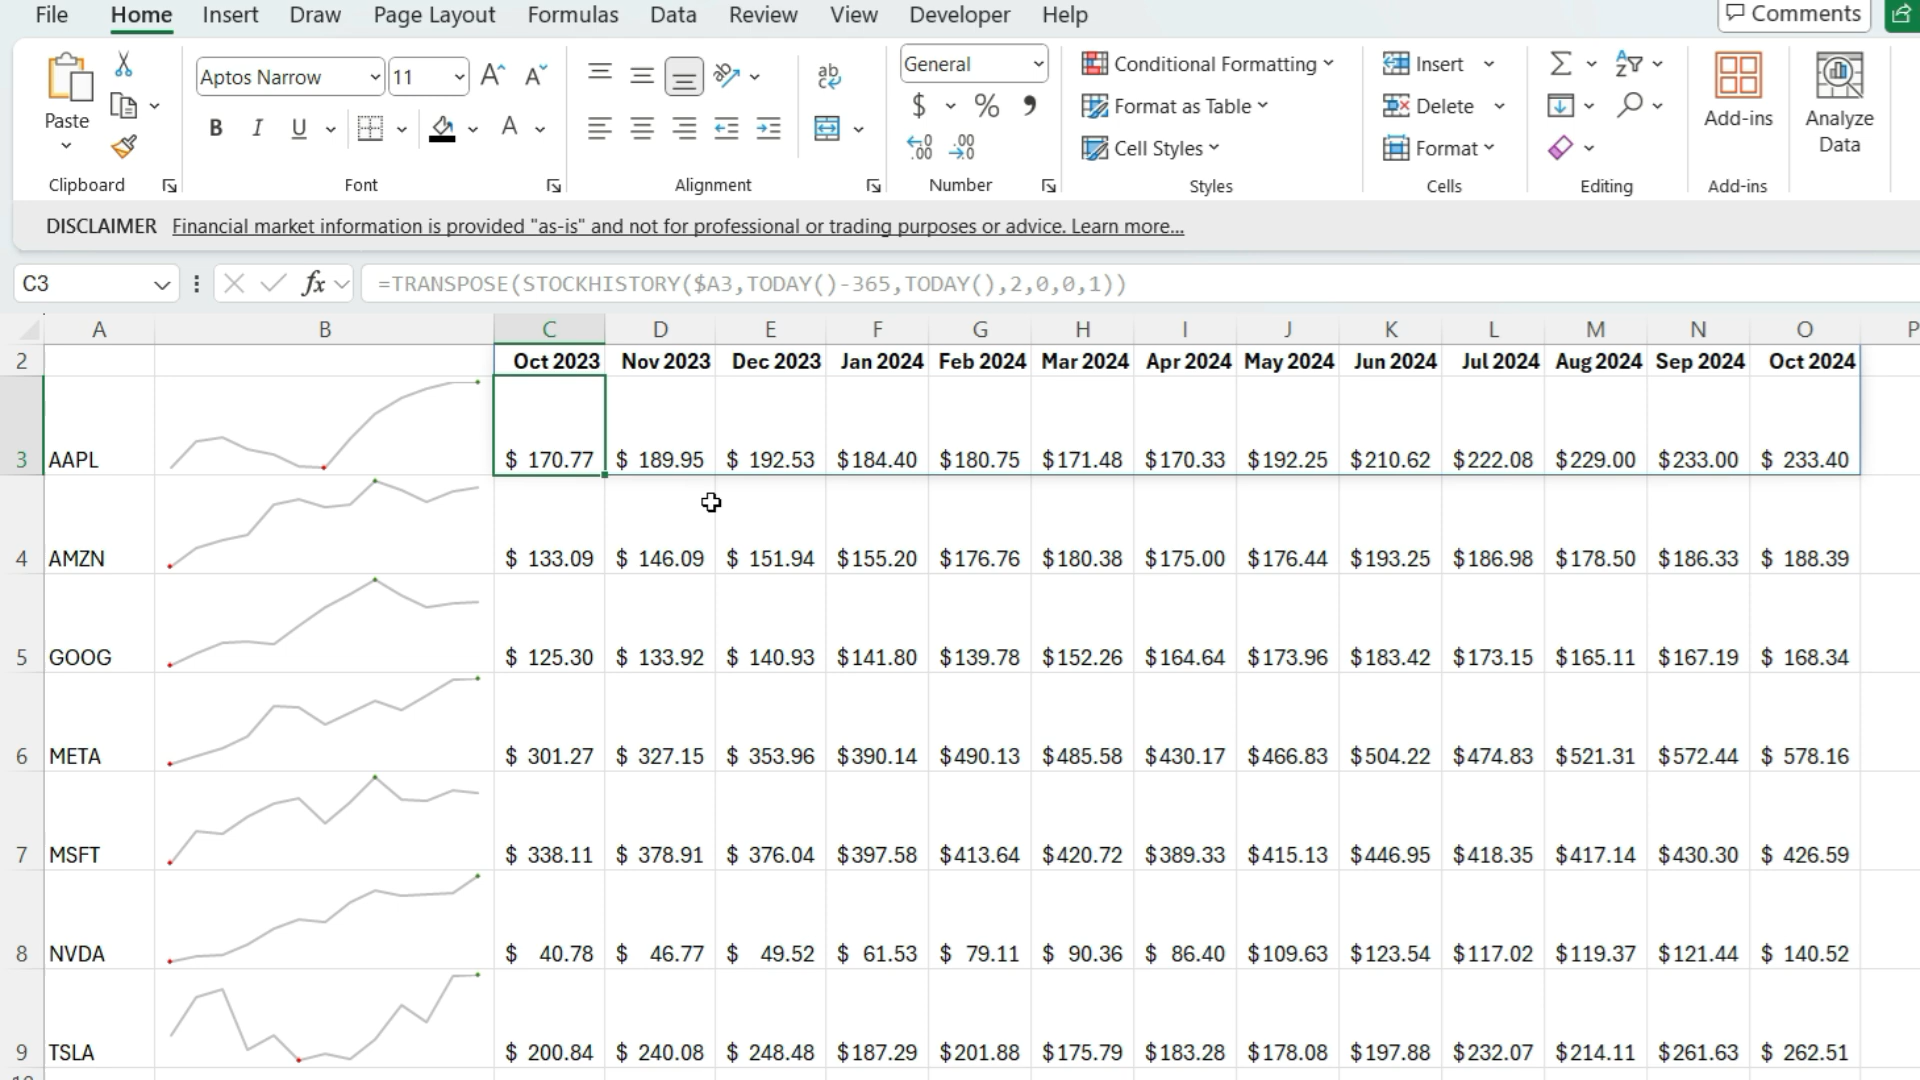 File Home Insert Draw Page Layout Formulas Data Review View Developer Help Comments
Paste
Aptos Narrow 11
B I U A
ab
General
$ % 9
Conditional Formatting
Format as Table
Cell Styles
Insert
Delete
Format
Add-ins
Analyze
Data
Clipboard Font Alignment Number Styles Cells Editing Add-ins
DISCLAIMER Financial market information is provided "as-is" and not for professional or trading purposes or advice. Learn more...
C3 fx =TRANSPOSE(STOCKHISTORY($A3,TODAY()-365,TODAY(),2,0,0,1))
A B C D E F G H I J K L M N O P
2 Oct 2023 Nov 2023 Dec 2023 Jan 2024 Feb 2024 Mar 2024 Apr 2024 May 2024 Jun 2024 Jul 2024 Aug 2024 Sep 2024 Oct 2024
3 AAPL $ 170.77 $ 189.95 $ 192.53 $184.40 $180.75 $171.48 $170.33 $192.25 $210.62 $222.08 $229.00 $233.00 $ 233.40
4 AMZN $ 133.09 $ 146.09 $ 151.94 $155.20 $176.76 $180.38 $175.00 $176.44 $193.25 $186.98 $178.50 $186.33 $ 188.39
5 GOOG $ 125.30 $ 133.92 $ 140.93 $141.80 $139.78 $152.26 $164.64 $173.96 $183.42 $173.15 $165.11 $167.19 $ 168.34
6 META $ 301.27 $ 327.15 $ 353.96 $390.14 $490.13 $485.58 $430.17 $466.83 $504.22 $474.83 $521.31 $572.44 $ 578.16
7 MSFT $ 338.11 $ 378.91 $ 376.04 $397.58 $413.64 $420.72 $389.33 $415.13 $446.95 $418.35 $417.14 $430.30 $ 426.59
8 NVDA $ 40.78 $ 46.77 $ 49.52 $ 61.53 $ 79.11 $ 90.36 $ 86.40 $109.63 $123.54 $117.02 $119.37 $121.44 $ 140.52
9 TSLA $ 200.84 $ 240.08 $ 248.48 $187.29 $201.88 $175.79 $183.28 $178.08 $197.88 $232.07 $214.11 $261.63 $ 262.51